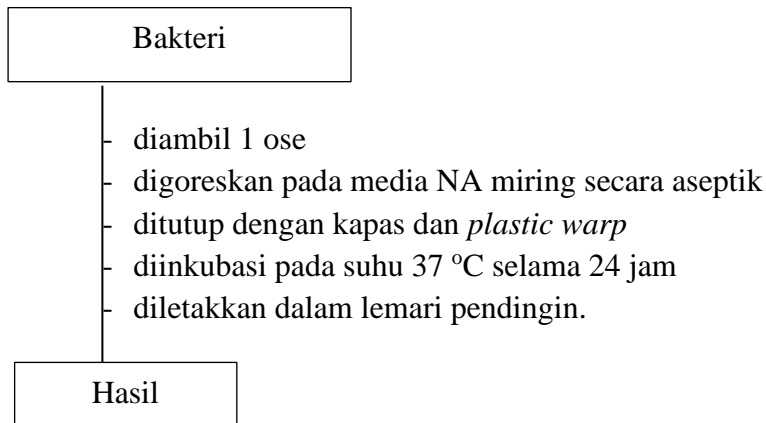 Bakteri
- diambil 1 ose
- digoreskan pada media NA miring secara aseptik
- ditutup dengan kapas dan plastic warp
- diinkubasi pada suhu 37 °C selama 24 jam
- diletakkan dalam lemari pendingin.
Hasil